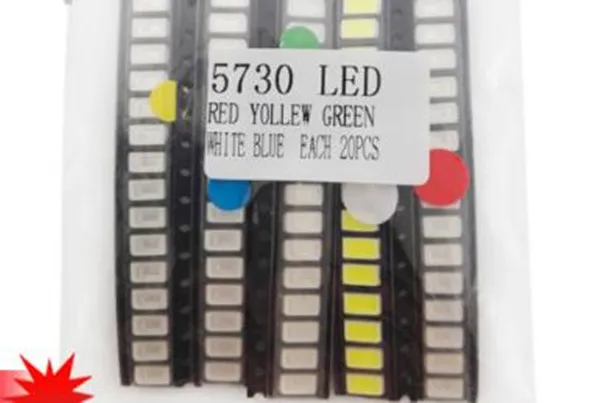 5730 LED
RED YOLLEW GREEN
WHITE BLUE EACH 20PCS